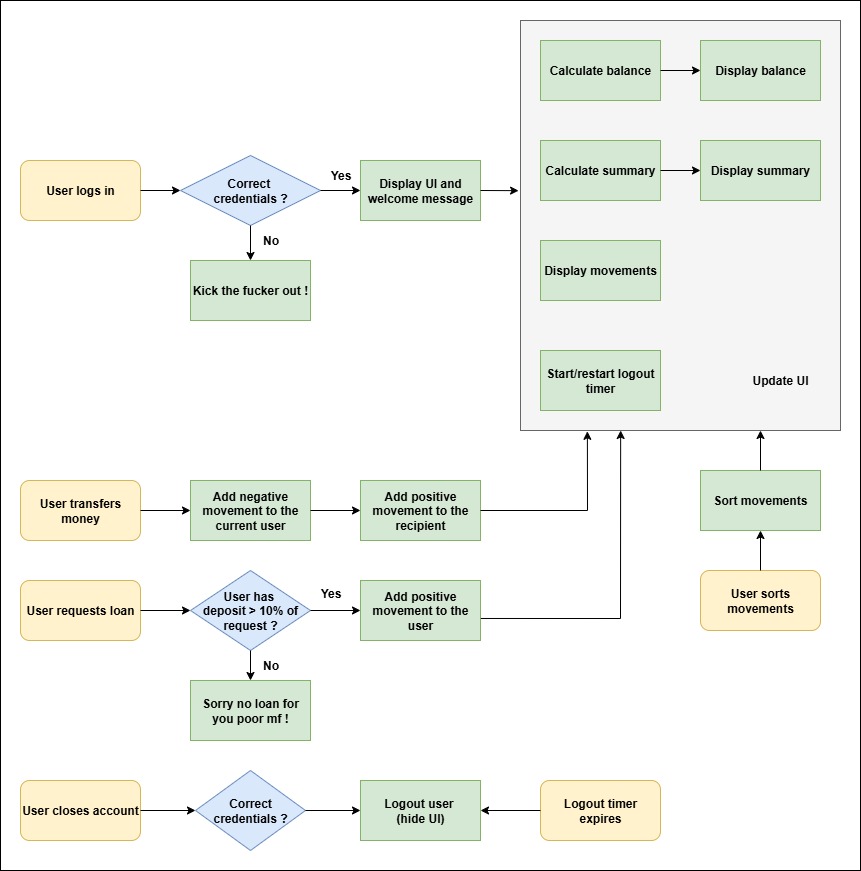 Calculate balance
Display balance
Calculate summary
Display summary
User logs in
Correct
credentials ?
Yes
Display UI and
welcome message
No
Kick the fucker out !
Display movements
Start/restart logout
timer
Update UI
User transfers
money
Add negative
movement to the
current user
Add positive
movement to the
recipient
Sort movements
User requests loan
User has
deposit > 10% of
request ?
Yes
Add positive
movement to the
user
User sorts
movements
No
Sorry no loan for
you poor mf !
User closes account
Correct
credentials ?
Logout user
(hide UI)
Logout timer
expires